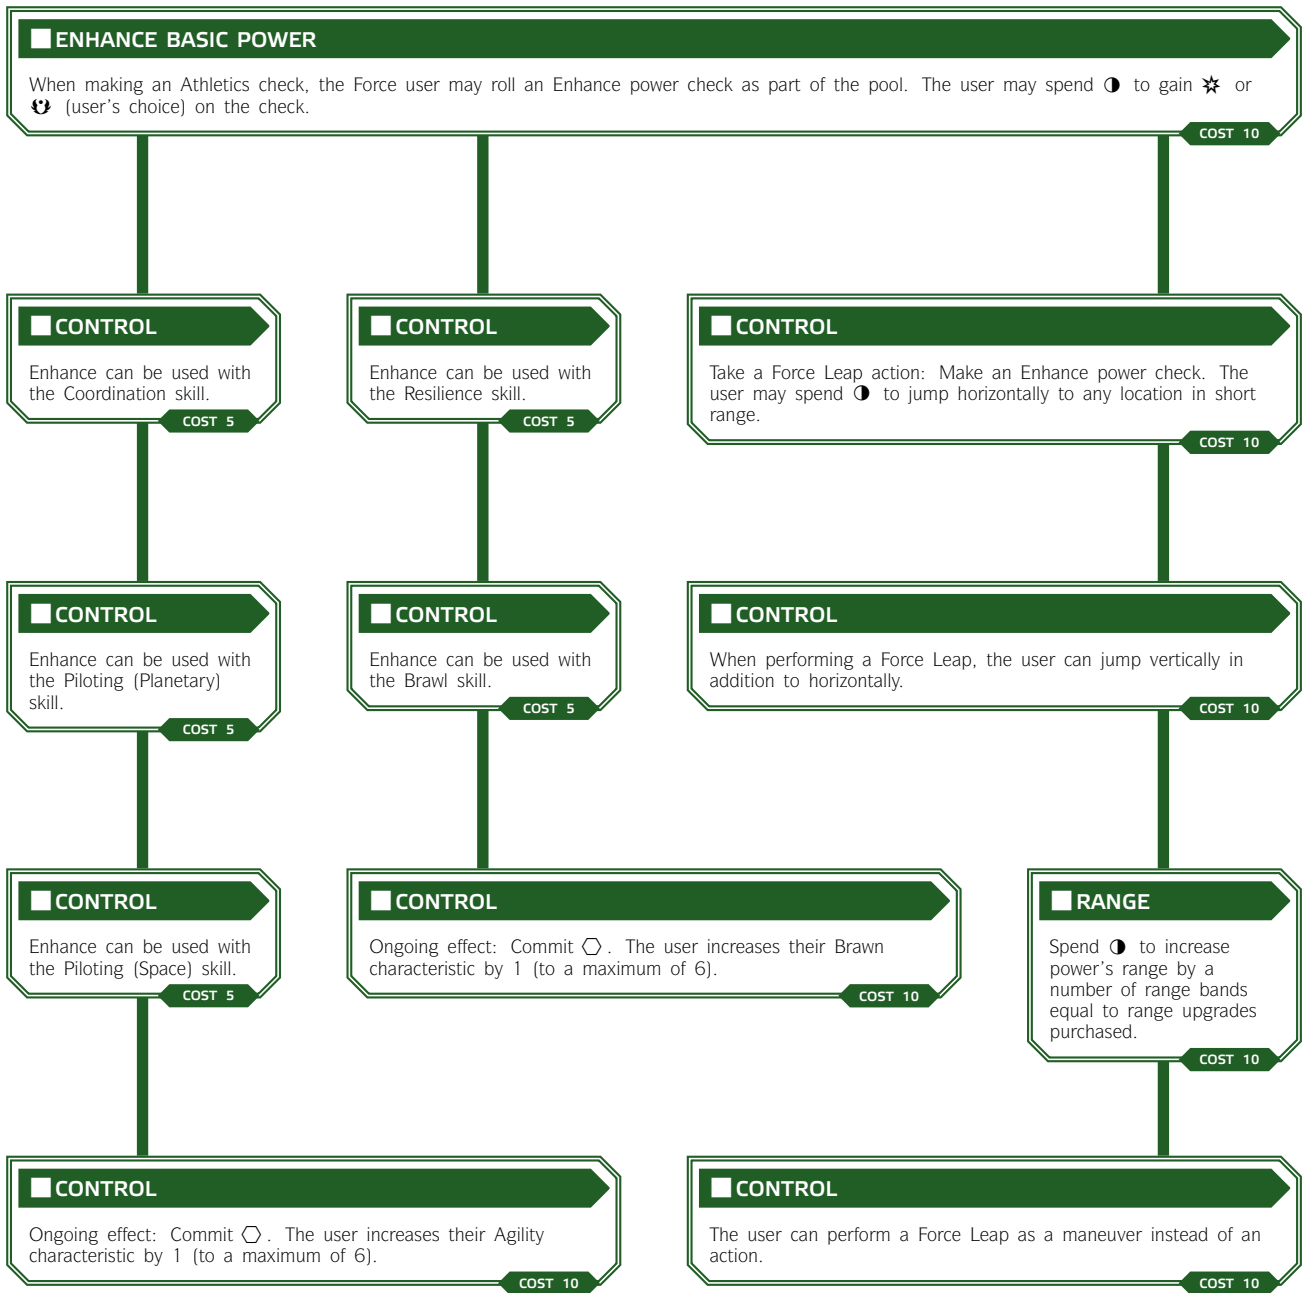 ENHANCE BASIC POWER
When making an Athletics check, the Force user may roll an Enhance power check as part of the pool. The user may spend to gain or
(user's choice) on the check.
COST 10
CONTROL
Enhance can be used with
the Coordination skill.
COST 5
CONTROL
Enhance can be used with
the Resilience skill.
COST 5
CONTROL
Take a Force Leap action: Make an Enhance power check. The
user may spend to jump horizontally to any location in short
range.
COST 10
CONTROL
Enhance can be used with
the Piloting (Planetary)
skill.
COST 5
CONTROL
Enhance can be used with
the Brawl skill.
COST 5
CONTROL
When performing a Force Leap, the user can jump vertically in
addition to horizontally.
COST 10
CONTROL
Enhance can be used with
the Piloting (Space) skill.
COST 5
CONTROL
Ongoing effect: Commit . The user increases their Brawn
characteristic by 1 (to a maximum of 6).
COST 10
RANGE
Spend to increase
power's range by a
number of range bands
equal to range upgrades
purchased.
COST 10
CONTROL
Ongoing effect: Commit . The user increases their Agility
characteristic by 1 (to a maximum of 6).
COST 10
CONTROL
The user can perform a Force Leap as a maneuver instead of an
action.
COST 10